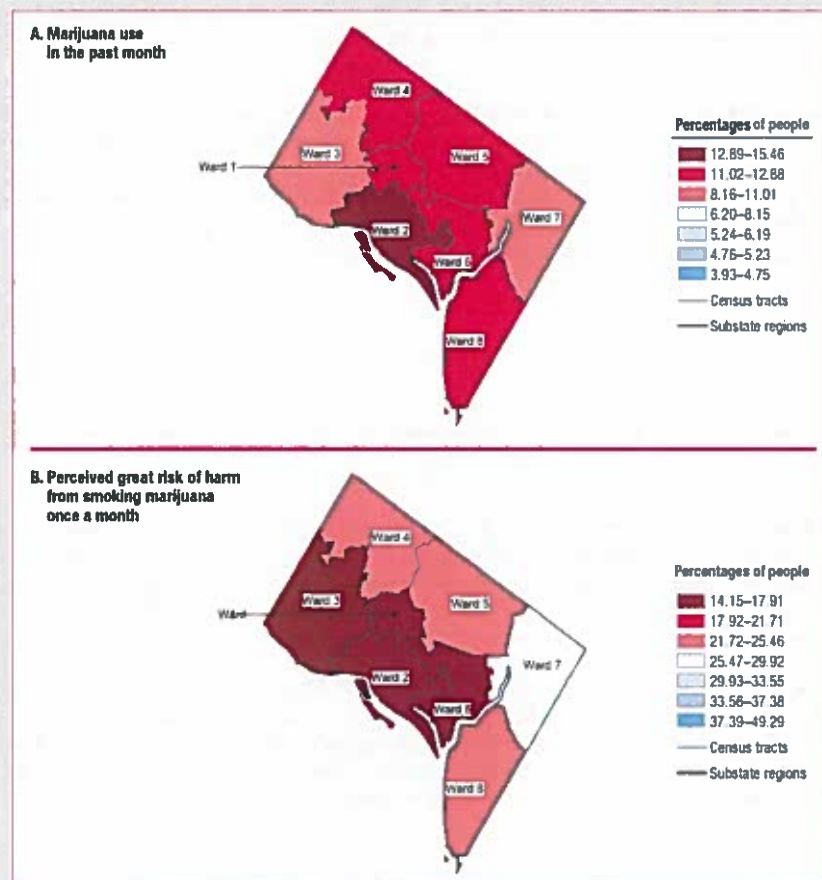 A. Marijuana use
in the past month
Ward 4
Ward 3
Ward 5
Ward 1
Ward 7
Ward 2
Ward 6
Ward 8
Percentages of people
12.89–15.46
11.02–12.88
8.16–11.01
6.20–8.15
5.24–6.19
4.76–5.23
3.93–4.75
Census tracts
Substate regions
B. Perceived great risk of harm
from smoking marijuana
once a month
Ward 4
Ward 3
Ward 5
Ward
Ward 7
Ward 2
Ward 6
Ward 8
Percentages of people
14.15–17.91
17.92–21.71
21.72–25.46
25.47–29.92
29.93–33.55
33.56–37.38
37.39–49.29
Census tracts
Substate regions